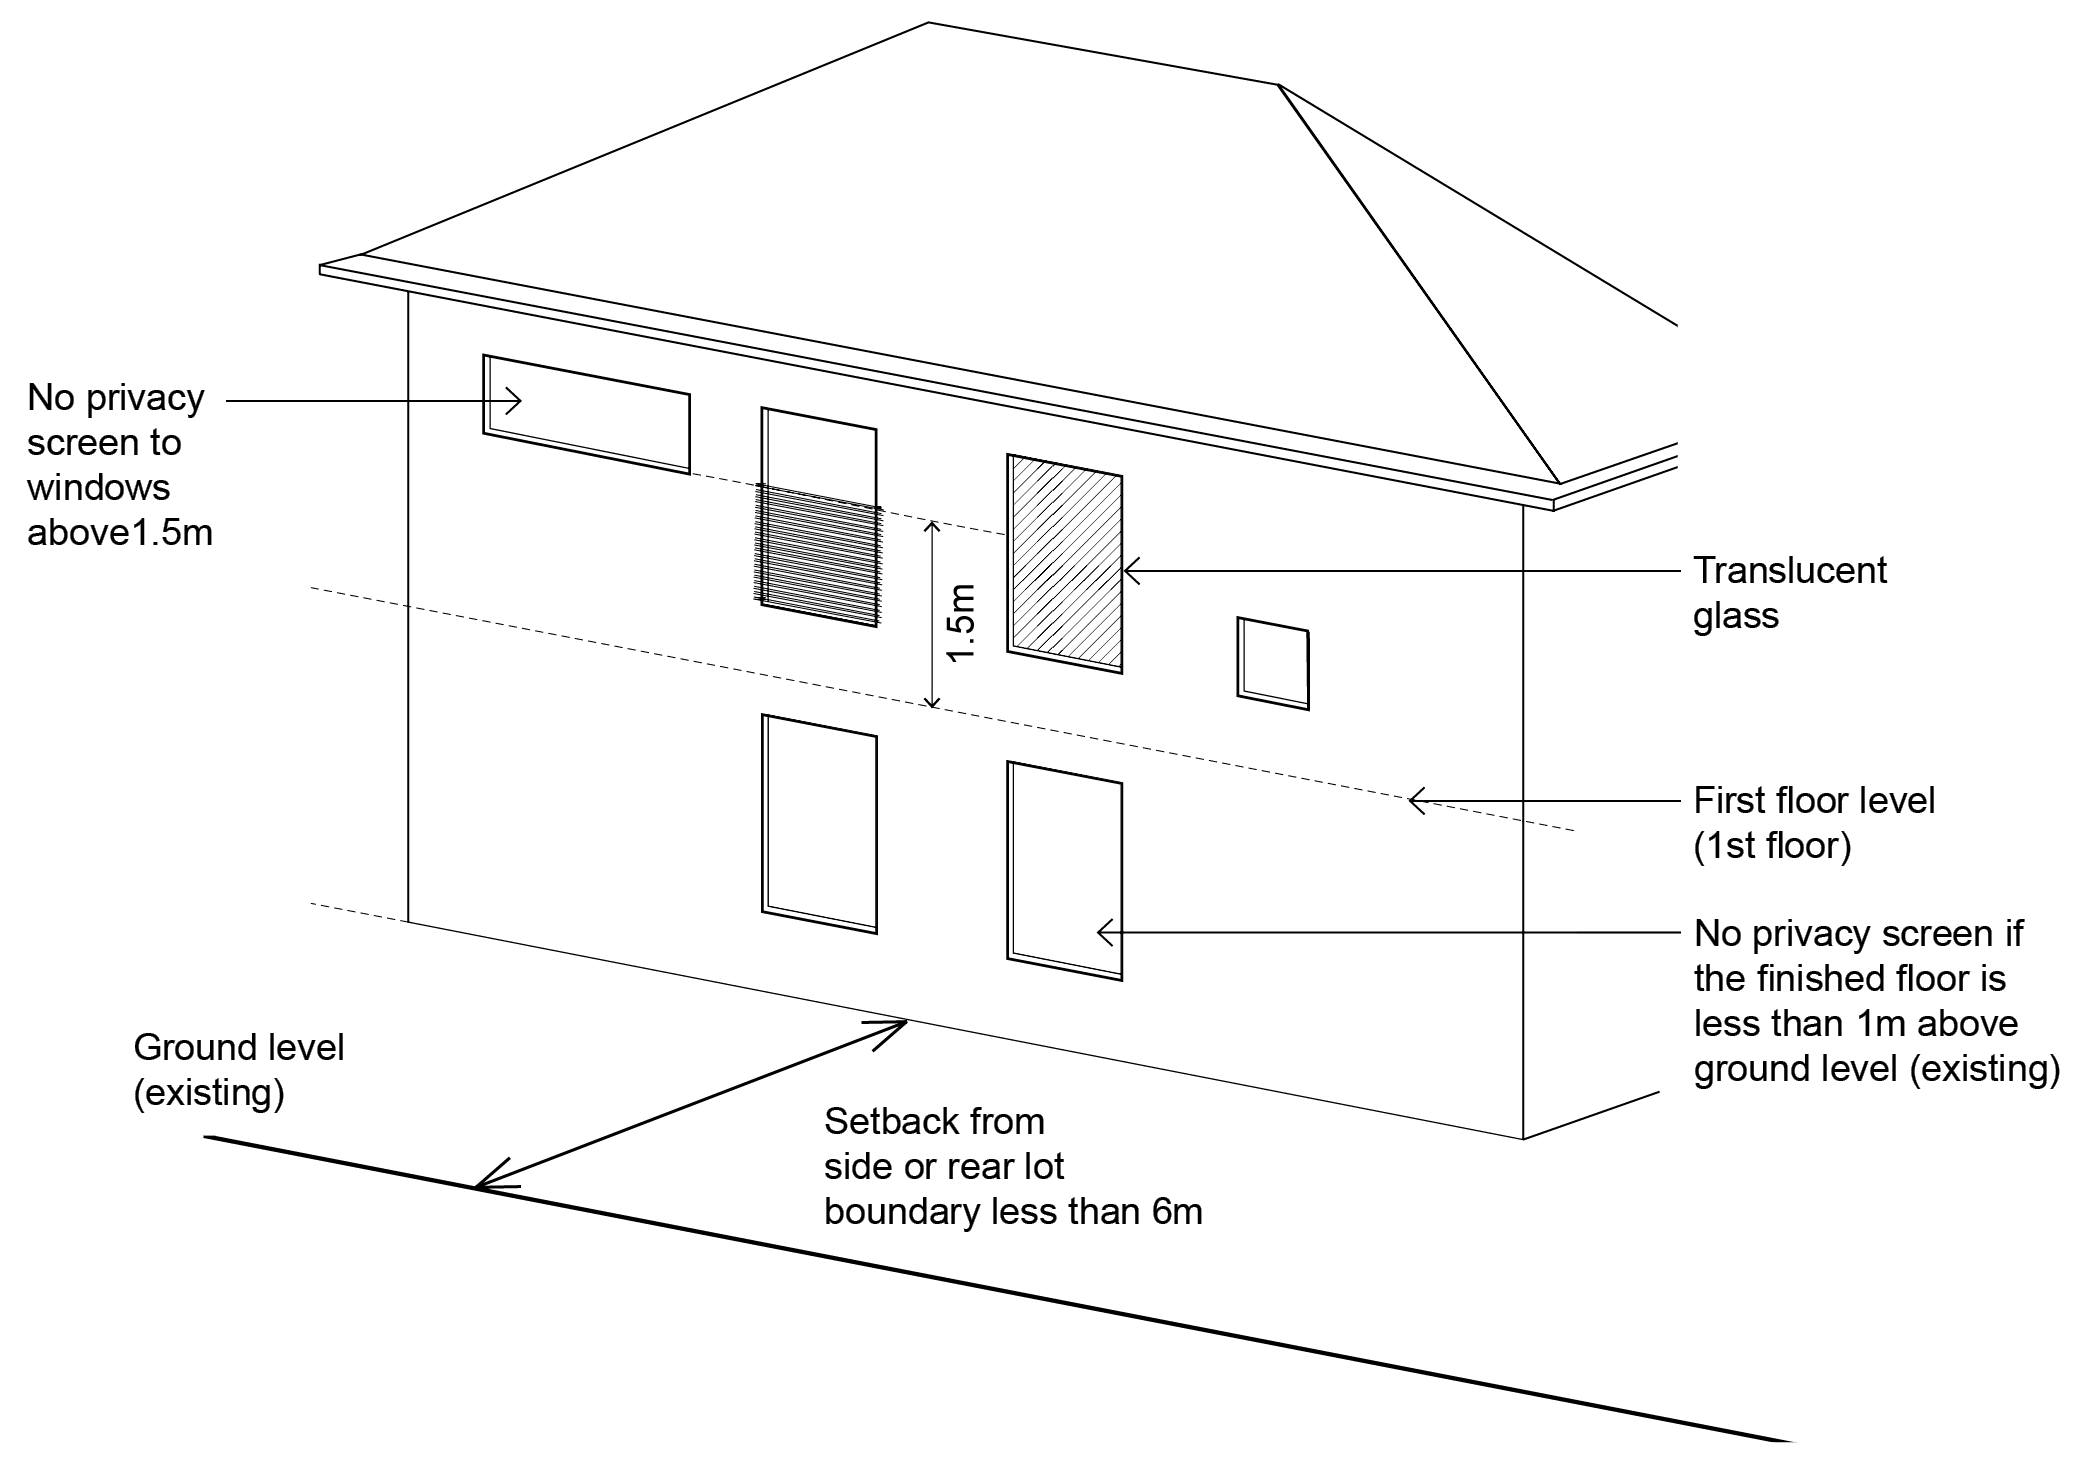 No privacy
screen to
windows
above1.5m
1.5m
Translucent
glass
First floor level
(1st floor)
No privacy screen if
the finished floor is
less than 1m above
ground level (existing)
Ground level
(existing)
Setback from
side or rear lot
boundary less than 6m